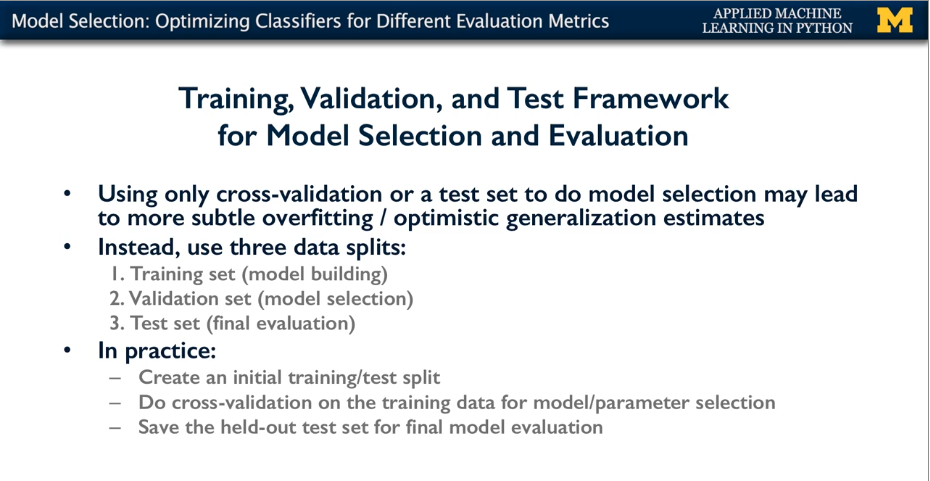 Model Selection: Optimizing Classifiers for Different Evaluation Metrics
APPLIED MACHINE
LEARNING IN PYTHON
M
Training, Validation, and Test Framework
for Model Selection and Evaluation
• Using only cross-validation or a test set to do model selection may lead
to more subtle overfitting / optimistic generalization estimates
• Instead, use three data splits:
1. Training set (model building)
2. Validation set (model selection)
3. Test set (final evaluation)
• In practice:
– Create an initial training/test split
– Do cross-validation on the training data for model/parameter selection
– Save the held-out test set for final model evaluation